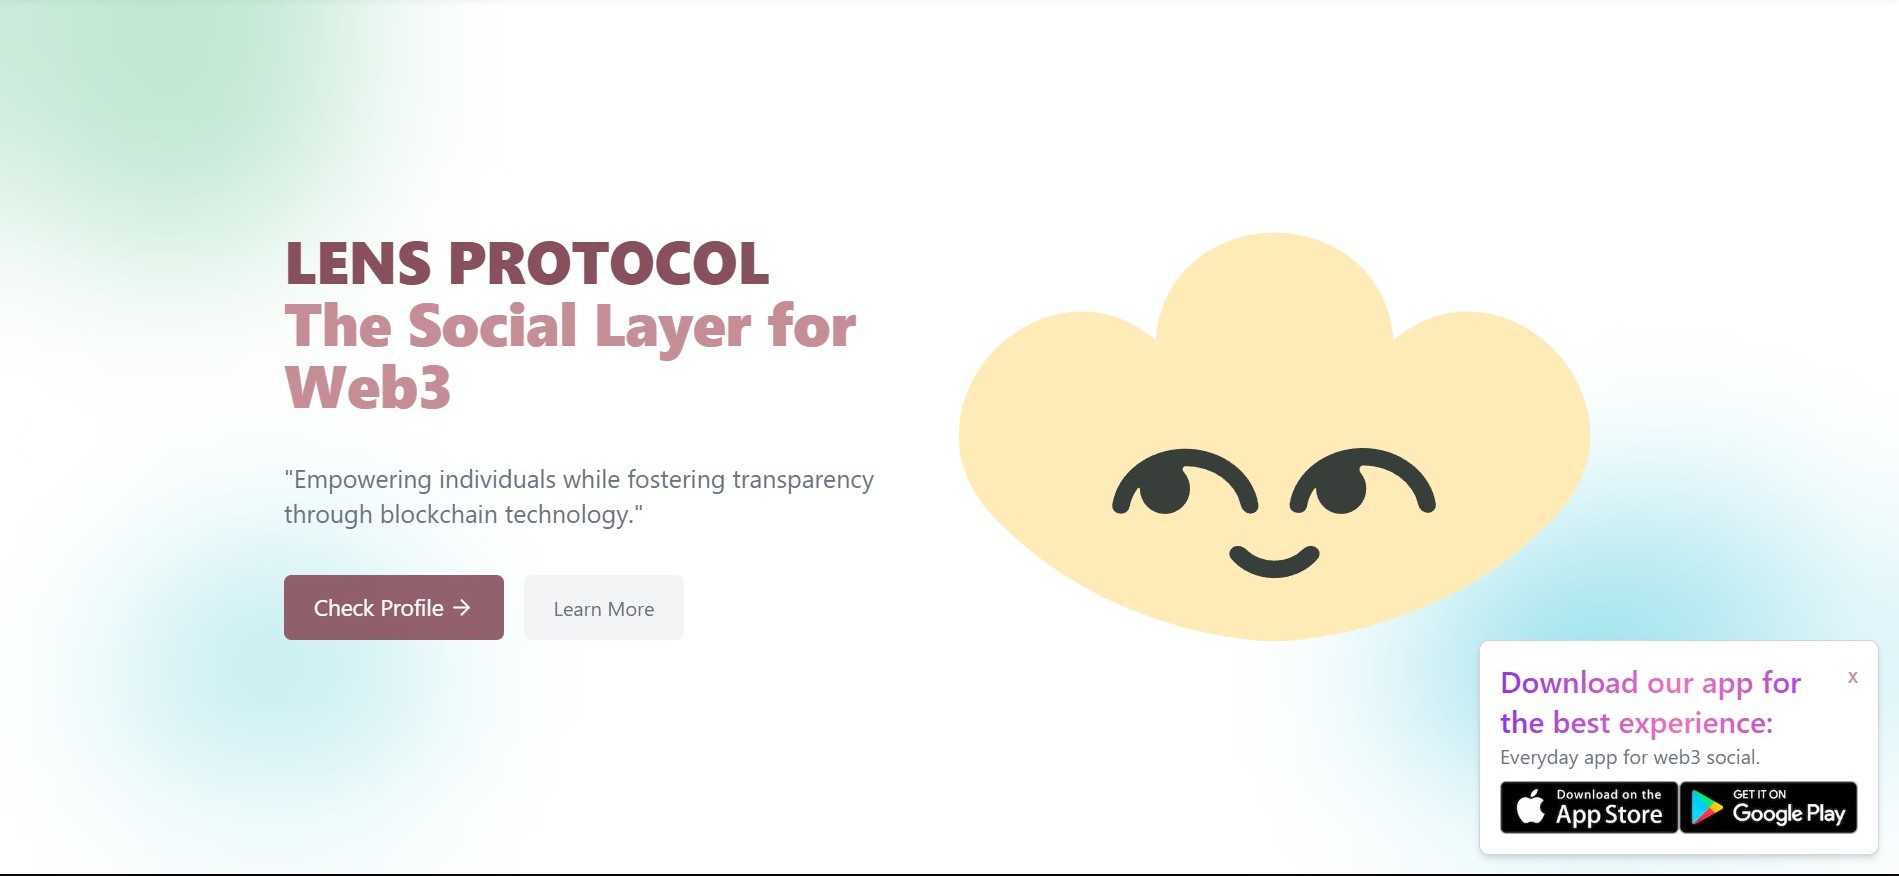 LENS PROTOCOL
The Social Layer for
Web3
"Empowering individuals while fostering transparency
through blockchain technology."
Check Profile →
Learn More
Download our app for
the best experience:
x
Everyday app for web3 social.
Download on the
App Store
GET IT ON
Google Play